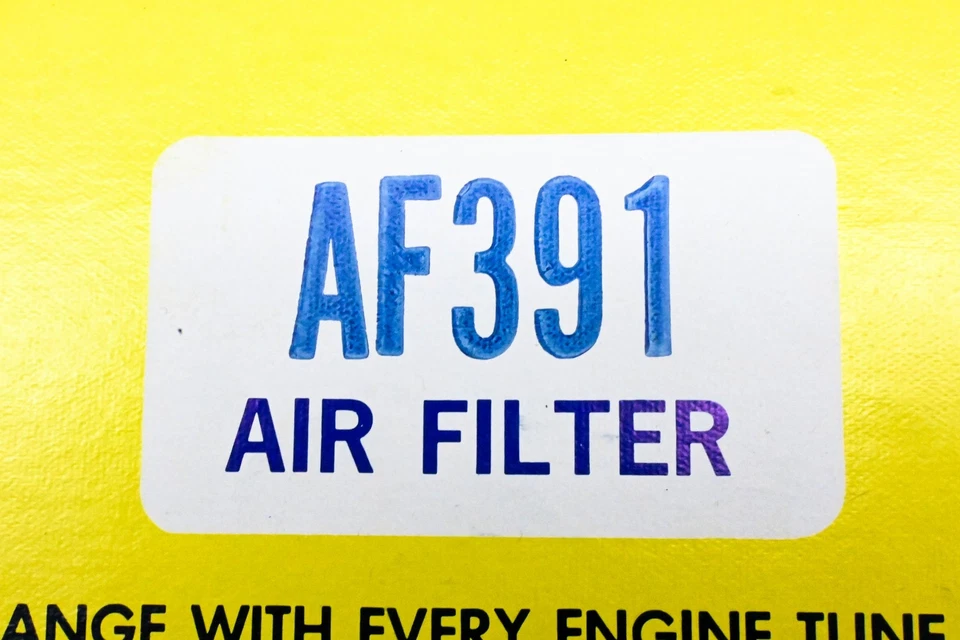 AF391
AIR FILTER
ANGE WITH EVERY ENGINE TUNE